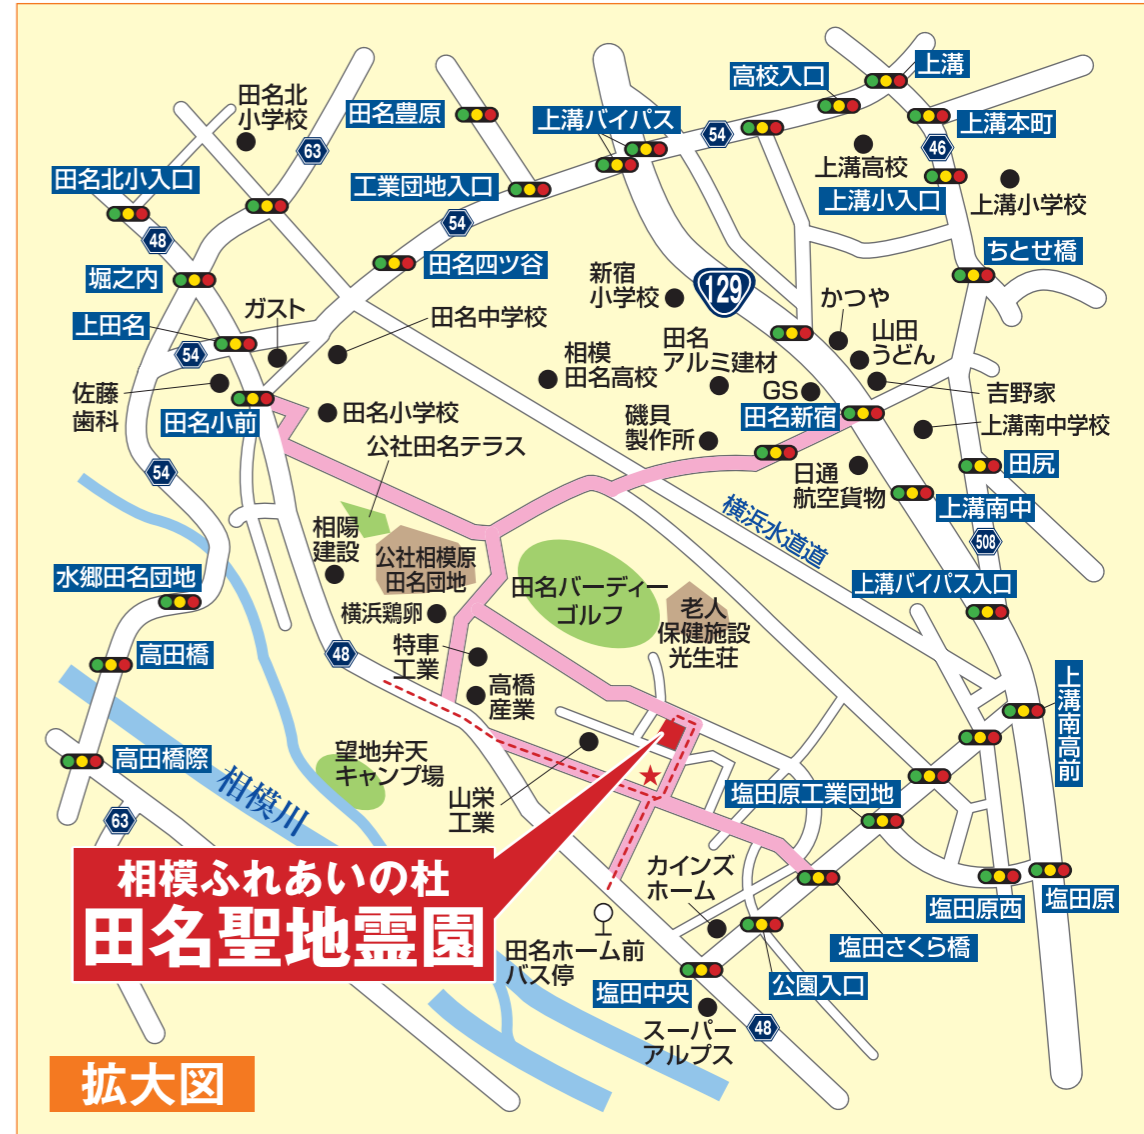 上溝
高校入口
田名北
小学校
田名豊原
上溝バイパス
54
上溝本町
46
63
上溝高校
田名北小入口
工業団地入口
上溝小入口
上溝小学校
54
48
ちとせ橋
堀之内
田名四ツ谷
新宿
小学校
129
かつや
ガスト
田名中学校
上田名
山田
うどん
田名
アルミ建材
相模
田名高校
54
佐藤
歯科
GS
吉野家
田名小前
田名小学校
磯貝
製作所
田名新宿
上溝南中学校
公社田名テラス
54
日通
航空貨物
田尻
上溝南中
横浜水道道
508
相陽
建設
公社相模原
田名団地
水郷田名団地
田名バーディー
ゴルフ
上溝バイパス入口
横浜鶏卵
老人
保健施設
光生荘
48
特車
工業
高田橋
高橋
産業
上溝南高前
高田橋際
望地弁天
キャンプ場
相模川
山栄
工業
塩田原工業団地
63
相模ふれあいの杜
田名聖地霊園
カインズ
ホーム
塩田原西
塩田原
田名ホーム前
バス停
塩田さくら橋
塩田中央
公園入口
スーパー
アルプス
48
拡大図